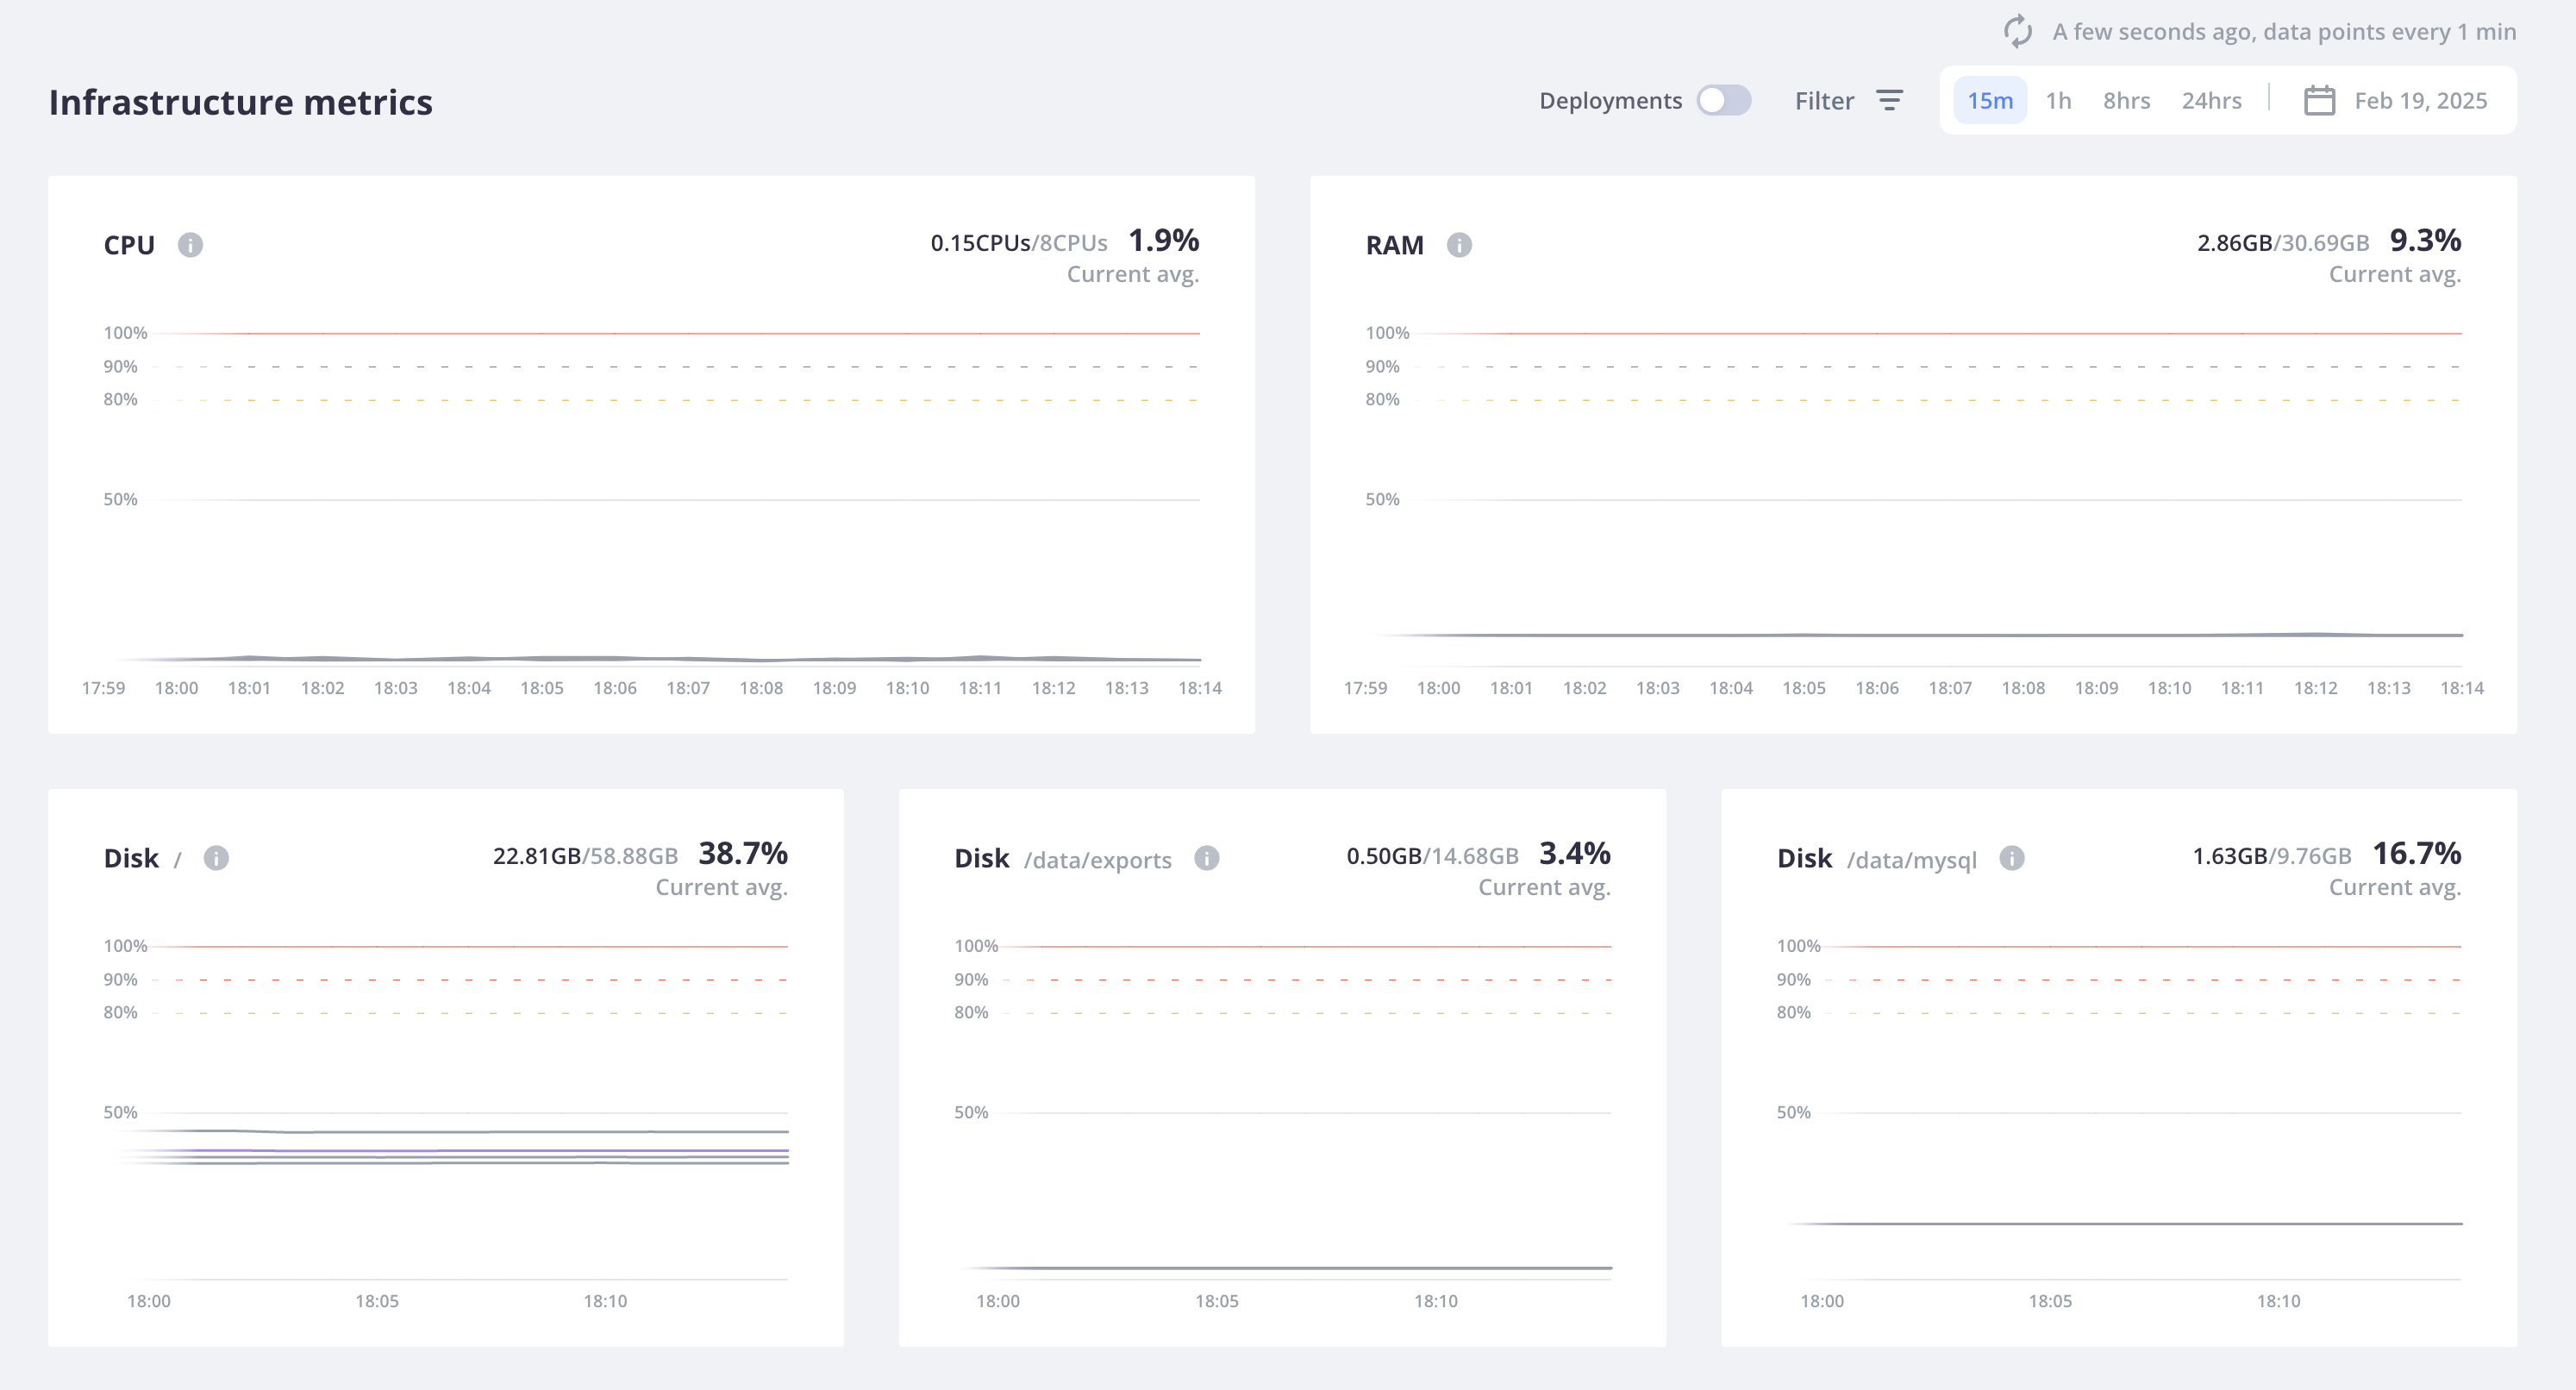 A few seconds ago, data points every 1 min
Infrastructure metrics
Deployments
Filter
15m 1h 8hrs 24hrs
Feb 19, 2025
CPU
0.15CPUs/8CPUs 1.9%
Current avg.
100%
90%
80%
50%
17:59 18:00 18:01 18:02 18:03 18:04 18:05 18:06 18:07 18:08 18:09 18:10 18:11 18:12 18:13 18:14
RAM
2.86GB/30.69GB 9.3%
Current avg.
100%
90%
80%
50%
17:59 18:00 18:01 18:02 18:03 18:04 18:05 18:06 18:07 18:08 18:09 18:10 18:11 18:12 18:13 18:14
Disk /
22.81GB/58.88GB 38.7%
Current avg.
100%
90%
80%
50%
18:00 18:05 18:10
Disk /data/exports
0.50GB/14.68GB 3.4%
Current avg.
100%
90%
80%
50%
18:00 18:05 18:10
Disk /data/mysql
1.63GB/9.76GB 16.7%
Current avg.
100%
90%
80%
50%
18:00 18:05 18:10